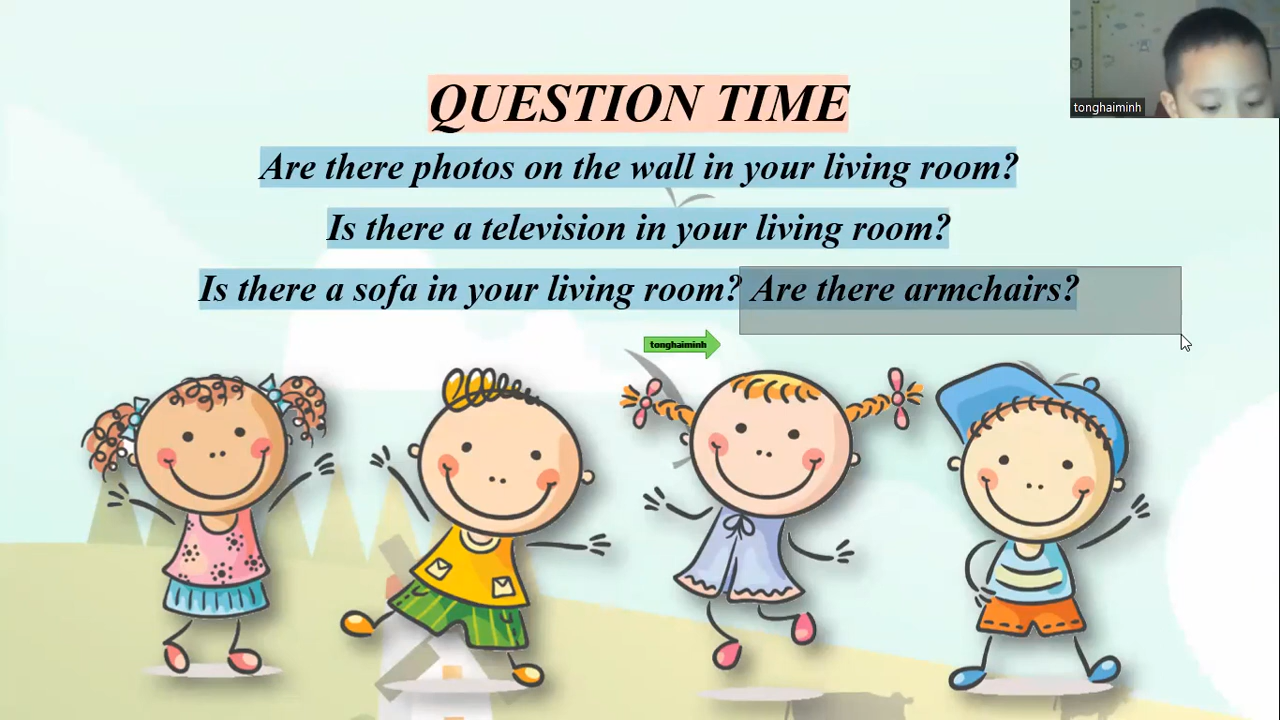 QUESTION TIME
tonghaiminh
Are there photos on the wall in your living room?
Is there a television in your living room?
Is there a sofa in your living room? Are there armchairs?
tonghaiminh